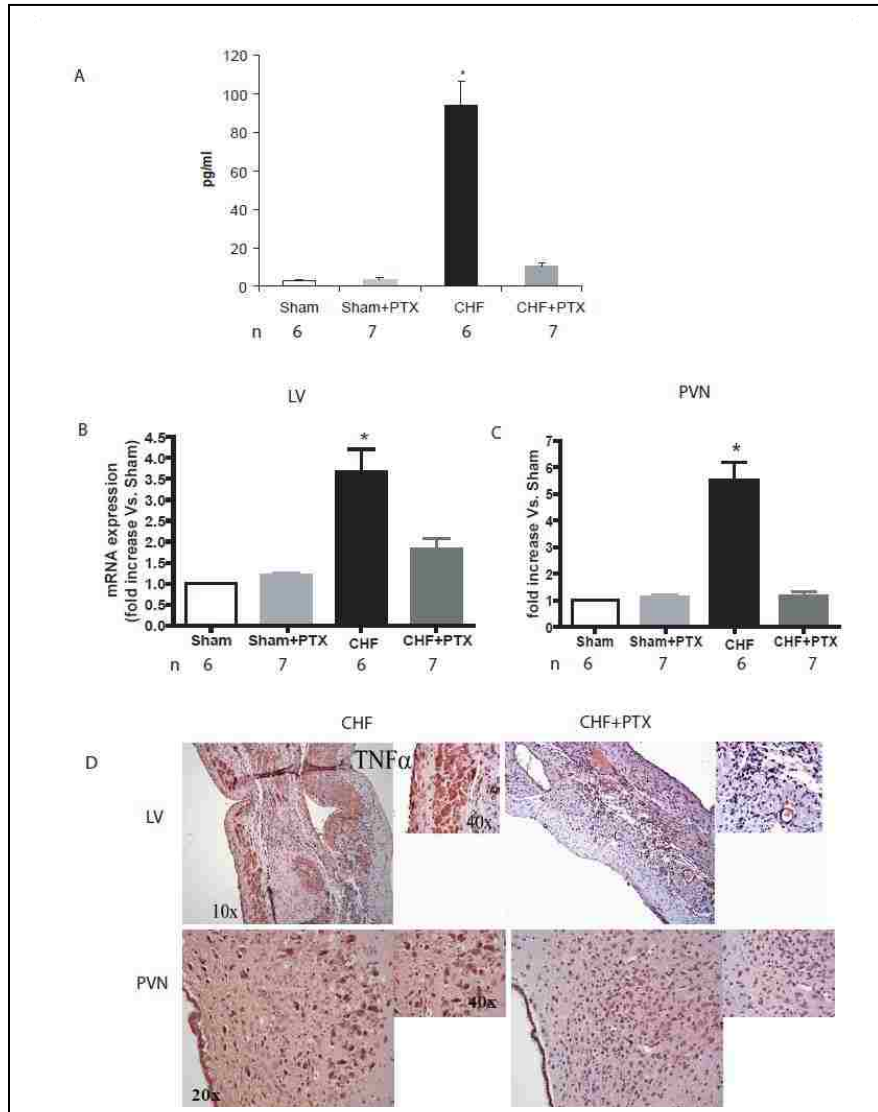 A
120
100
80
60
40
20
0
pg/ml
*
Sham Sham+PTX CHF CHF+PTX
n 6 7 6 7
LV
B
4.5
4.0
3.5
3.0
2.5
2.0
1.5
1.0
0.5
0.0
mRNA expression
(fold increase Vs. Sham)
*
Sham Sham+PTX CHF CHF+PTX
n 6 7 6 7
PVN
C
7
6
5
4
3
2
1
0
fold increase Vs. Sham
*
Sham Sham+PTX CHF CHF+PTX
n 6 7 6 7
CHF CHF+PTX
D
TNFα
LV
40x
10x
PVN
40x
20x